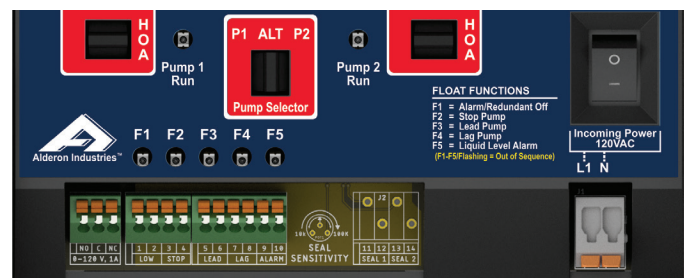 H
O
A
P1 ALT P2
Pump Selector
Pump 1
Run
Pump 2
Run
H
O
A
FLOAT FUNCTIONS
F1 = Alarm/Redundant Off
F2 = Stop Pump
F3 = Lead Pump
F4 = Lag Pump
F5 = Liquid Level Alarm
(F1-F5/Flashing = Out of Sequence)
Incoming Power
120VAC
L1 N
Alderon Industries™
F1 F2 F3 F4 F5
NO C NC
0-120 V, 1A
1 2 3 4
LOW STOP
5 6 7 8 9 10
LEAD LAG ALARM
10K 100K
SEAL
SENSITIVITY
J2
11 12 13 14
SEAL 1 SEAL 2